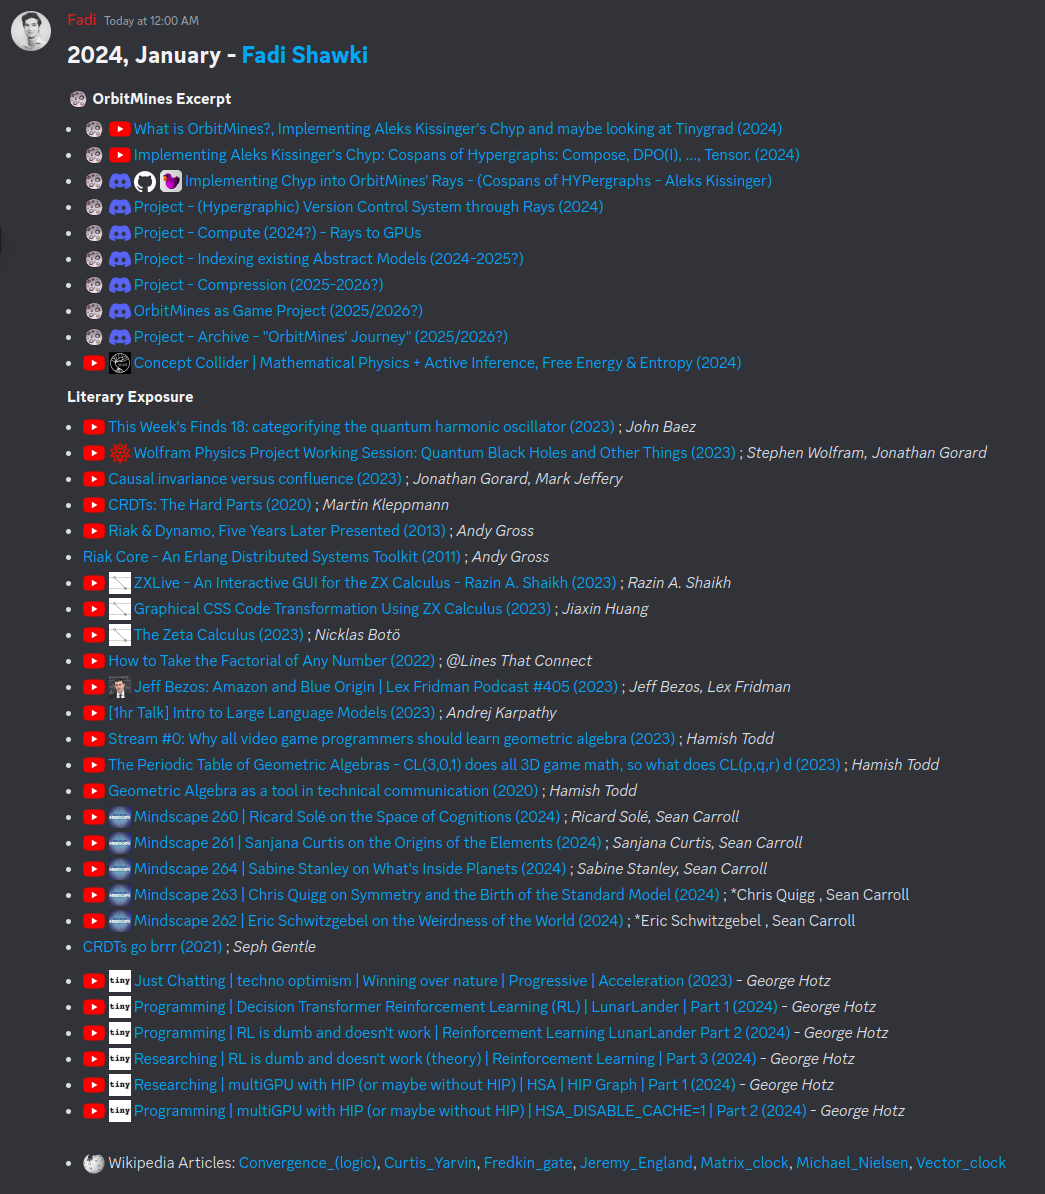 Fadi Today at 12:00 AM
2024, January - Fadi Shawki
OrbitMines Excerpt
What is OrbitMines?, Implementing Aleks Kissinger's Chyp and maybe looking at Tinygrad (2024)
Implementing Aleks Kissinger's Chyp: Cospans of Hypergraphs: Compose, DPO(I), ..., Tensor. (2024)
Implementing Chyp into OrbitMines' Rays - (Cospans of HYPergraphs - Aleks Kissinger)
Project - (Hypergraphic) Version Control System through Rays (2024)
Project - Compute (2024?) - Rays to GPUs
Project - Indexing existing Abstract Models (2024-2025?)
Project - Compression (2025-2026?)
OrbitMines as Game Project (2025/2026?)
Project - Archive - "OrbitMines' Journey" (2025/2026?)
Concept Collider | Mathematical Physics + Active Inference, Free Energy & Entropy (2024)
Literary Exposure
This Week's Finds 18: categorifying the quantum harmonic oscillator (2023) ; John Baez
Wolfram Physics Project Working Session: Quantum Black Holes and Other Things (2023) ; Stephen Wolfram, Jonathan Gorard
Causal invariance versus confluence (2023) ; Jonathan Gorard, Mark Jeffery
CRDTs: The Hard Parts (2020) ; Martin Kleppmann
Riak & Dynamo, Five Years Later Presented (2013) ; Andy Gross
Riak Core - An Erlang Distributed Systems Toolkit (2011) ; Andy Gross
ZXLive - An Interactive GUI for the ZX Calculus - Razin A. Shaikh (2023) ; Razin A. Shaikh
Graphical CSS Code Transformation Using ZX Calculus (2023) ; Jiaxin Huang
The Zeta Calculus (2023) ; Nicklas Botö
How to Take the Factorial of Any Number (2022) ; @Lines That Connect
Jeff Bezos: Amazon and Blue Origin | Lex Fridman Podcast #405 (2023) ; Jeff Bezos, Lex Fridman
[1hr Talk] Intro to Large Language Models (2023) ; Andrej Karpathy
Stream #0: Why all video game programmers should learn geometric algebra (2023) ; Hamish Todd
The Periodic Table of Geometric Algebras - CL(3,0,1) does all 3D game math, so what does CL(p,q,r) d (2023) ; Hamish Todd
Geometric Algebra as a tool in technical communication (2020) ; Hamish Todd
Mindscape 260 | Ricard Solé on the Space of Cognitions (2024) ; Ricard Solé, Sean Carroll
Mindscape 261 | Sanjana Curtis on the Origins of the Elements (2024) ; Sanjana Curtis, Sean Carroll
Mindscape 264 | Sabine Stanley on What's Inside Planets (2024) ; Sabine Stanley, Sean Carroll
Mindscape 263 | Chris Quigg on Symmetry and the Birth of the Standard Model (2024) ; *Chris Quigg , Sean Carroll
Mindscape 262 | Eric Schwitzgebel on the Weirdness of the World (2024) ; *Eric Schwitzgebel , Sean Carroll
CRDTs go brrr (2021) ; Seph Gentle
tiny Just Chatting | techno optimism | Winning over nature | Progressive | Acceleration (2023) - George Hotz
tiny Programming | Decision Transformer Reinforcement Learning (RL) | LunarLander | Part 1 (2024) - George Hotz
tiny Programming | RL is dumb and doesn't work | Reinforcement Learning LunarLander Part 2 (2024) - George Hotz
tiny Researching | RL is dumb and doesn't work (theory) | Reinforcement Learning | Part 3 (2024) - George Hotz
tiny Researching | multiGPU with HIP (or maybe without HIP) | HSA | HIP Graph | Part 1 (2024) - George Hotz
tiny Programming | multiGPU with HIP (or maybe without HIP) | HSA_DISABLE_CACHE=1 | Part 2 (2024) - George Hotz
Wikipedia Articles: Convergence_(logic), Curtis_Yarvin, Fredkin_gate, Jeremy_England, Matrix_clock, Michael_Nielsen, Vector_clock